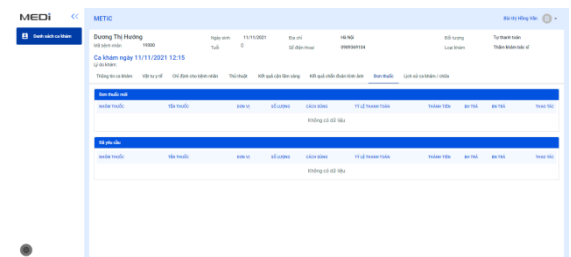 MEDi
METIC
Bùi thị Hồng Vân
Danh sách ca khám
Dương Thị Hường
Ngày sinh 11/11/2021
Địa chỉ Hà Nội
Đối tượng Tự thanh toán
Mã bệnh nhân 19300
Tuổi 0
Số điện thoại 0989369104
Loại khám Thăm khám bác sĩ
Ca khám ngày 11/11/2021 12:15
Lý do khám:
Thông tin ca khám Vật tư y tế Chỉ định cho bệnh nhân Thủ thuật Kết quả cận lâm sàng Kết quả chẩn đoán hình ảnh Đơn thuốc Lịch sử ca khám / chữa
Đơn thuốc mới
NHÓM THUỐC TÊN THUỐC ĐƠN VỊ SỐ LƯỢNG CÁCH DÙNG TỶ LỆ THANH TOÁN THÀNH TIỀN BH TRẢ BN TRẢ THAO TÁC
Không có dữ liệu
Đã yêu cầu
NHÓM THUỐC TÊN THUỐC ĐƠN VỊ SỐ LƯỢNG CÁCH DÙNG TỶ LỆ THANH TOÁN THÀNH TIỀN BH TRẢ BN TRẢ THAO TÁC
Không có dữ liệu